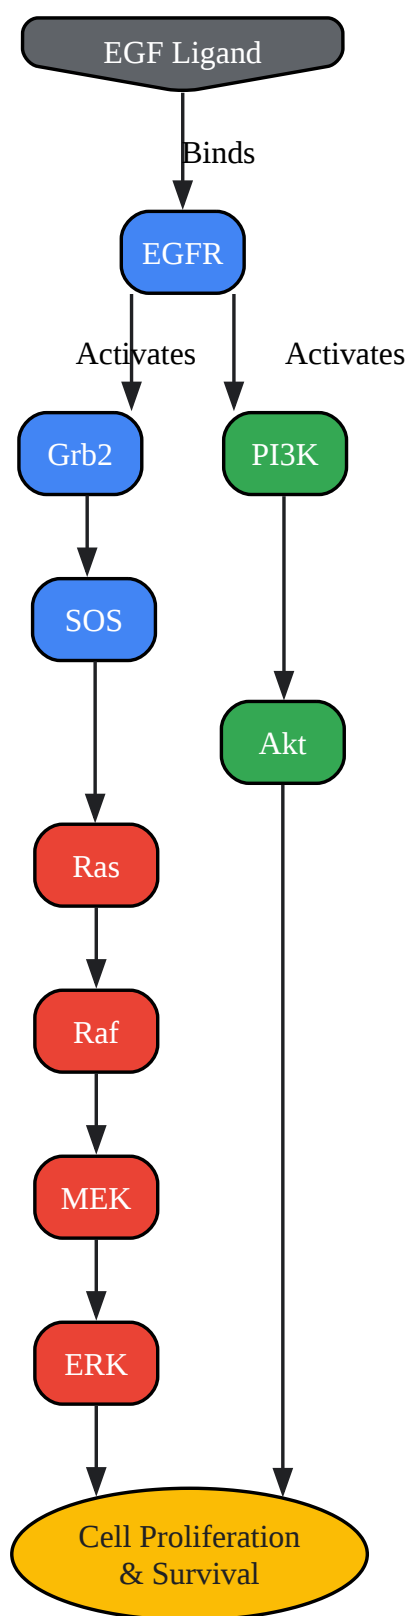 EGF Ligand
Binds
EGFR
Activates
Activates
Grb2
PI3K
SOS
Akt
Ras
Raf
MEK
ERK
Cell Proliferation
& Survival